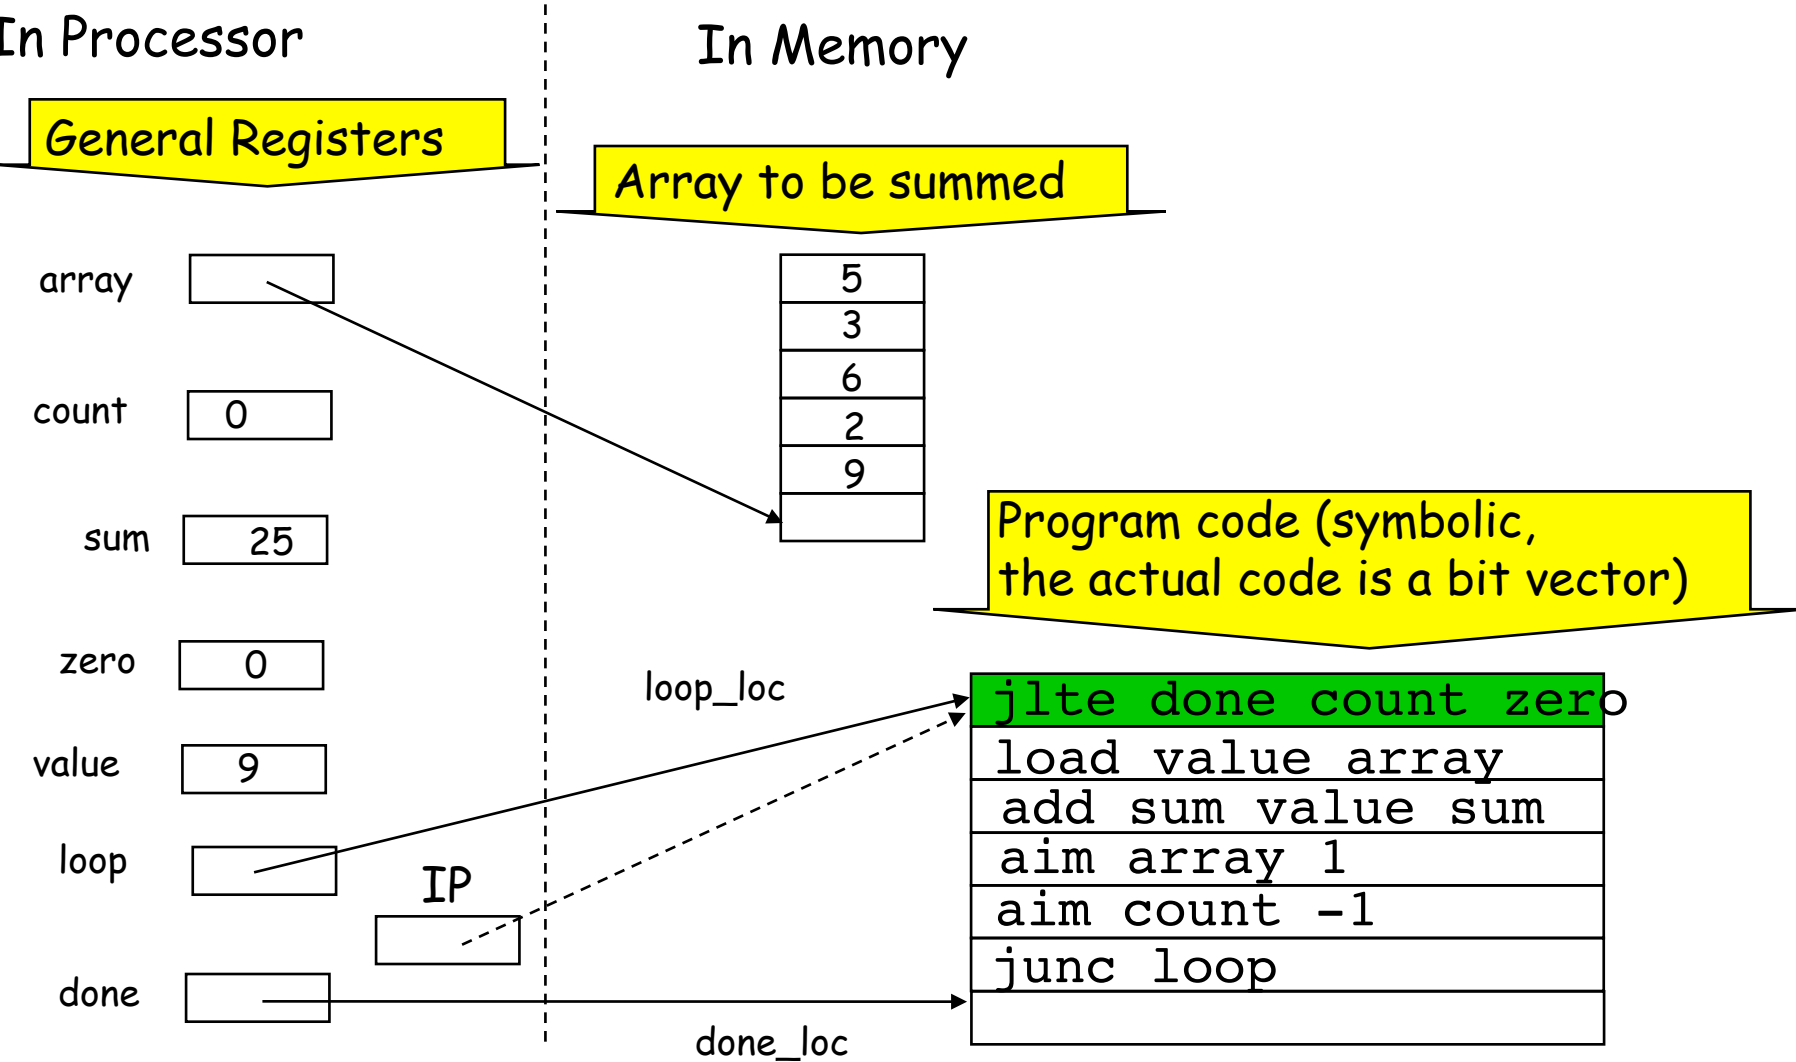 In Processor
In Memory
General Registers
Array to be summed
array
5
3
6
2
9
count
0
sum
25
Program code (symbolic,
the actual code is a bit vector)
zero
0
loop_loc
value
9
loop
IP
done
done_loc
jlte done count zero
load value array
add sum value sum
aim array 1
aim count -1
junc loop